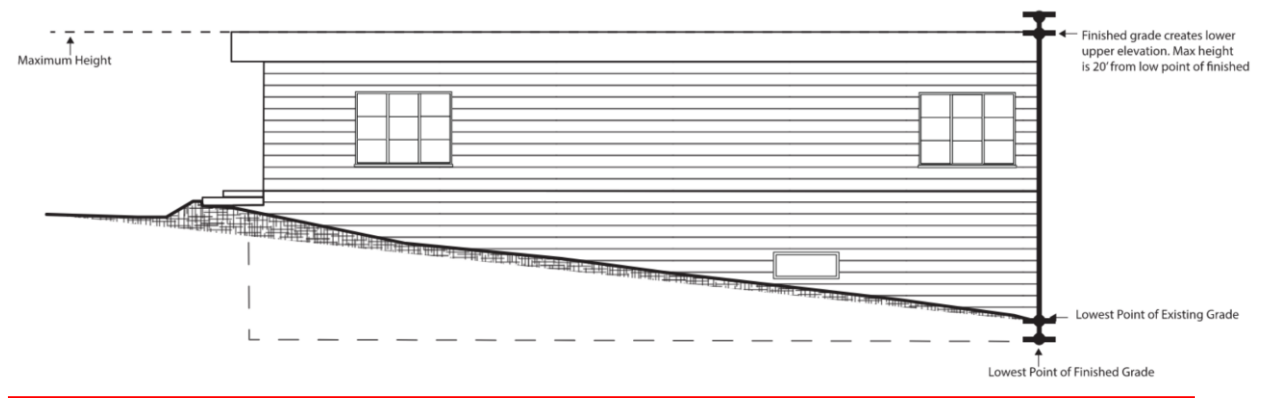 Maximum Height
Finished grade creates lower
upper elevation. Max height
is 20' from low point of finished
Lowest Point of Existing Grade
Lowest Point of Finished Grade